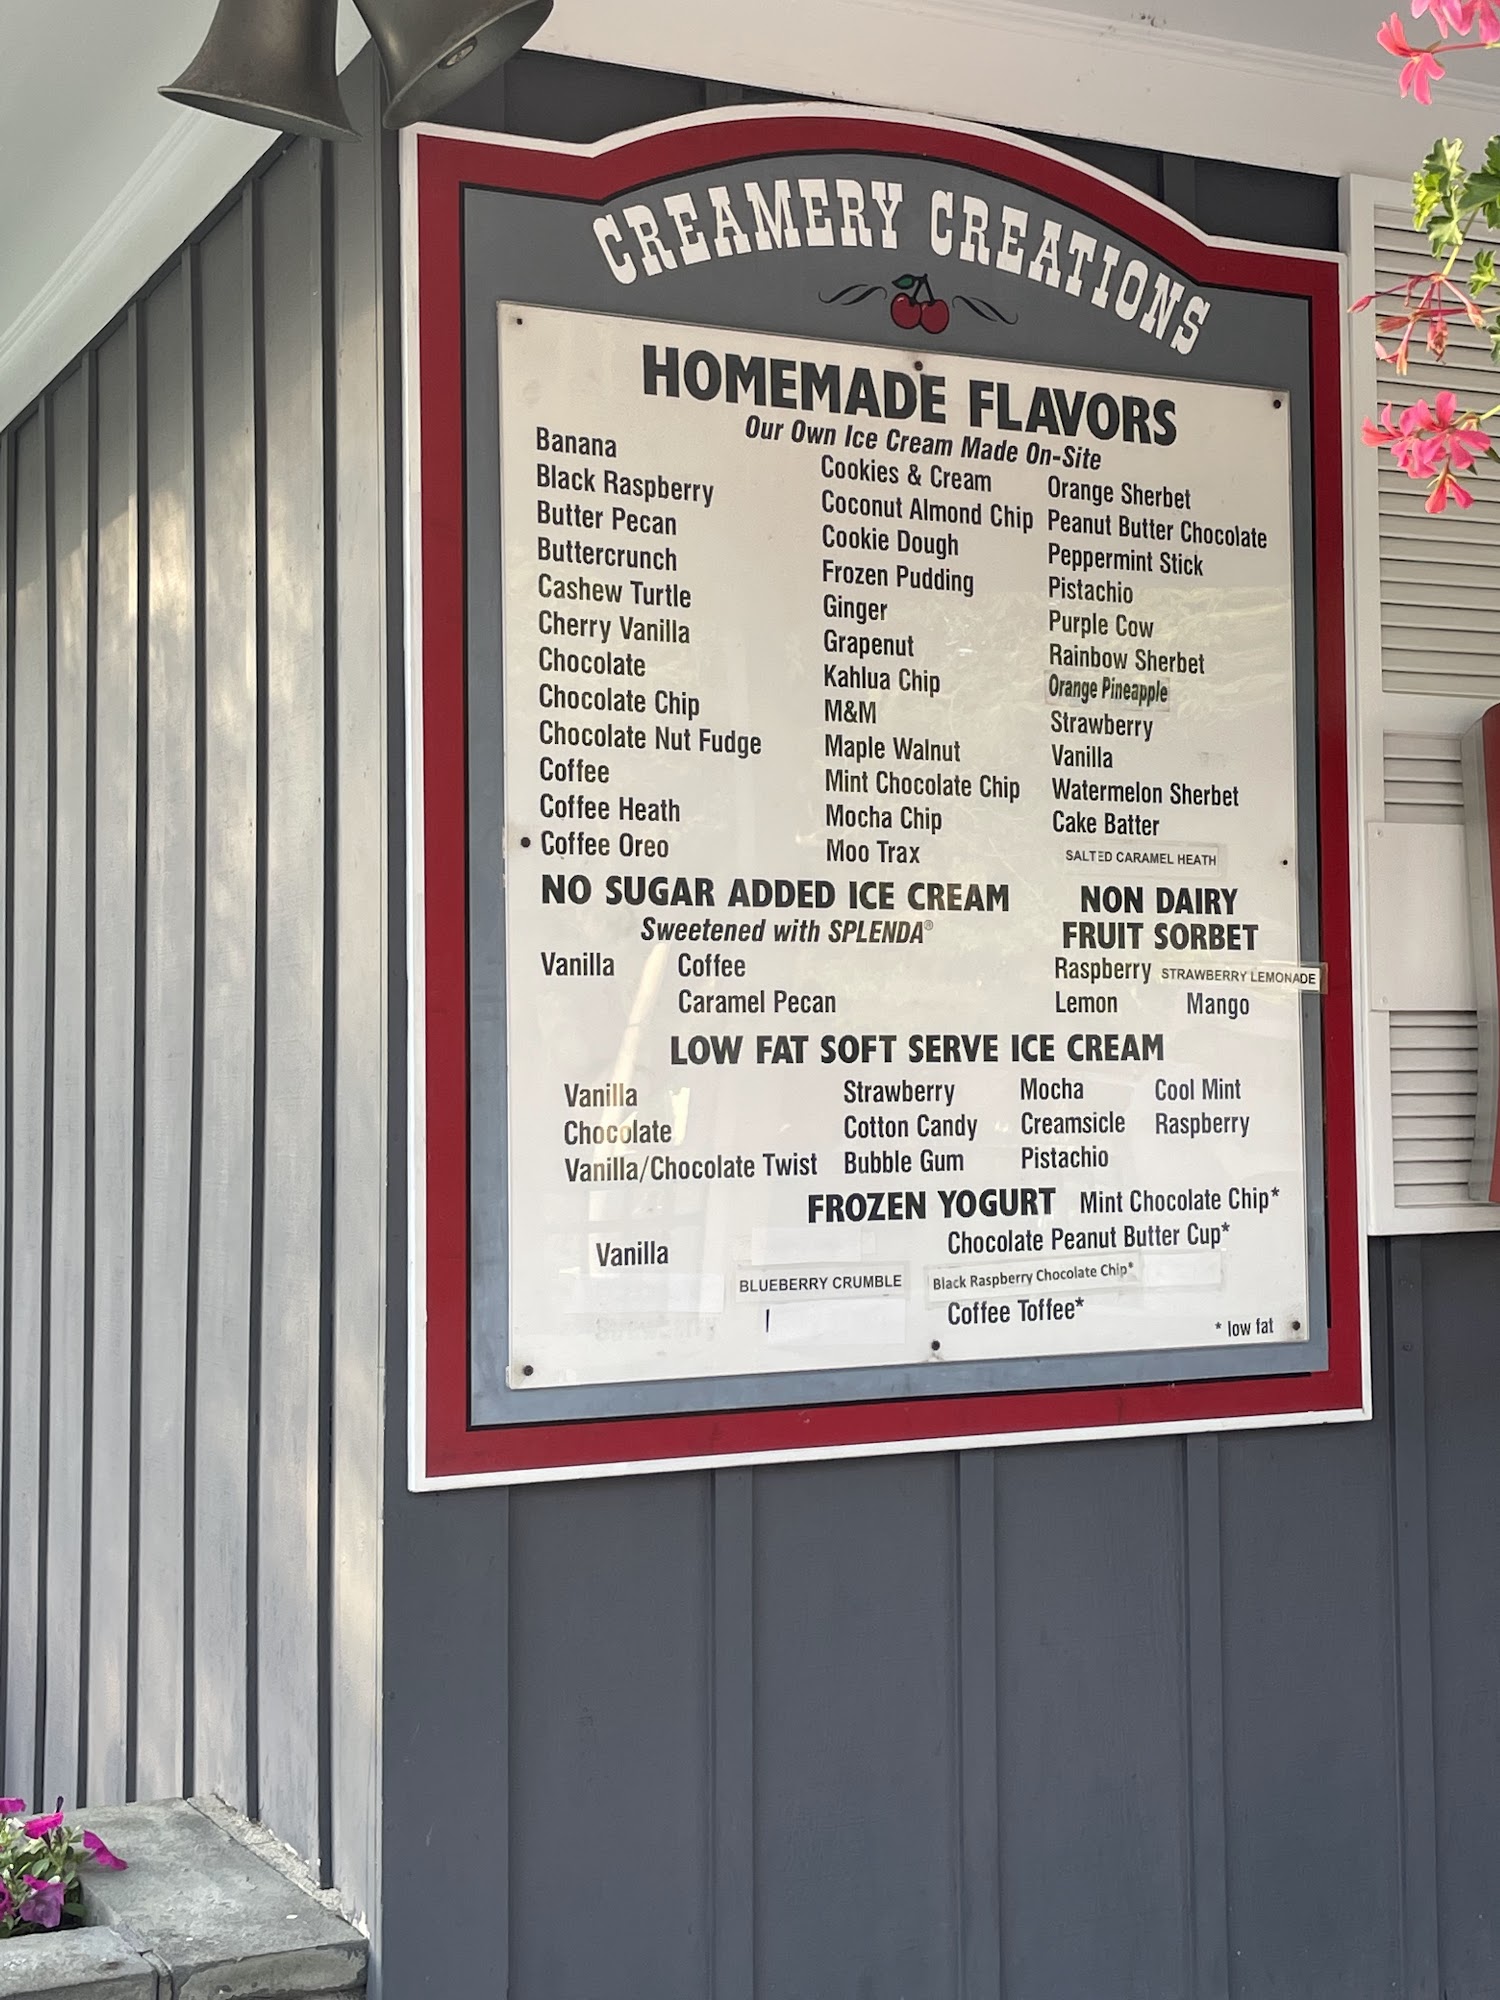 CREAMERY CREATIONS
HOMEMADE FLAVORS
Our Own Ice Cream Made On-Site
Banana
Black Raspberry
Butter Pecan
Buttercrunch
Cashew Turtle
Cherry Vanilla
Chocolate
Chocolate Chip
Chocolate Nut Fudge
Coffee
Coffee Heath
Coffee Oreo
Cookies & Cream
Coconut Almond Chip
Cookie Dough
Frozen Pudding
Ginger
Grapenut
Kahlua Chip
M&M
Maple Walnut
Mint Chocolate Chip
Mocha Chip
Moo Trax
Orange Sherbet
Peanut Butter Chocolate
Peppermint Stick
Pistachio
Purple Cow
Rainbow Sherbet
Orange Pineapple
Strawberry
Vanilla
Watermelon Sherbet
Cake Batter
SALTED CARAMEL HEATH
NO SUGAR ADDED ICE CREAM
Sweetened with SPLENDA®
Vanilla Coffee
Caramel Pecan
NON DAIRY
FRUIT SORBET
Raspberry STRAWBERRY LEMONADE
Lemon Mango
LOW FAT SOFT SERVE ICE CREAM
Vanilla Strawberry Mocha Cool Mint
Chocolate Cotton Candy Creamsicle Raspberry
Vanilla/Chocolate Twist Bubble Gum Pistachio
FROZEN YOGURT Mint Chocolate Chip*
Vanilla Chocolate Peanut Butter Cup*
BLUEBERRY CRUMBLE Black Raspberry Chocolate Chip*
Coffee Toffee*
* low fat